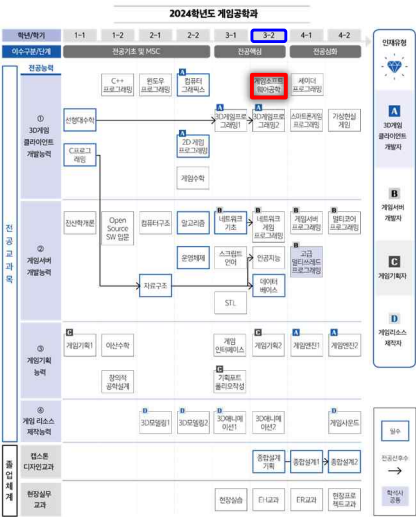 2024학년도 게임공학과
학년/학기 1-1 1-2 2-1 2-2 3-1 3-2 4-1 4-2
이수구분/단계 전공기초 및 MSC 전공핵심 전공심화
인재유형
전공능력
전공교과목
①
3D게임
클라이언트
개발능력
C++
프로그래밍
윈도우
프로그래밍
A
컴퓨터
그래픽스
게임소프트
웨어공학
셰이더
프로그래밍
선형대수학
A
3D게임프로
그래밍1
A
3D게임프로
그래밍2
스마트폰게임
프로그래밍
가상현실
게임
C프로그
래밍
A
2D 게임
프로그래밍
게임수학
②
게임서버
개발능력
전산학개론
Open
Source
SW 입문
컴퓨터구조
알고리즘
B
네트워크
기초
B
네트워크
게임
프로그래밍
B
게임서버
프로그래밍
B
멀티코어
프로그래밍
운영체제
스크립트
언어
인공지능
B
고급
멀티쓰레드
프로그래밍
자료구조
데이터
베이스
STL
③
게임기획
능력
C
게임기획1
이산수학
게임
인터페이스
C
게임기획2
A
게임엔진1
A
게임엔진2
창의적
공학설계
C
기획포트
폴리오작성
④
게임 리소스
제작능력
D
3D모델링1
D
3D모델링2
D
3D애니메
이션1
3D애니메
이션2
D
게임사운드
졸업체계
캡스톤
디자인교과
종합설계
기획
종합설계1
종합설계2
현장실무
교과
현장실습
EH교과
ER교과
현장프로
젝트교과
A
3D게임
클라이언트
개발자
B
게임서버
개발자
C
게임기획자
D
게임리소스
제작자
필수
전공선후수
학석사
공통